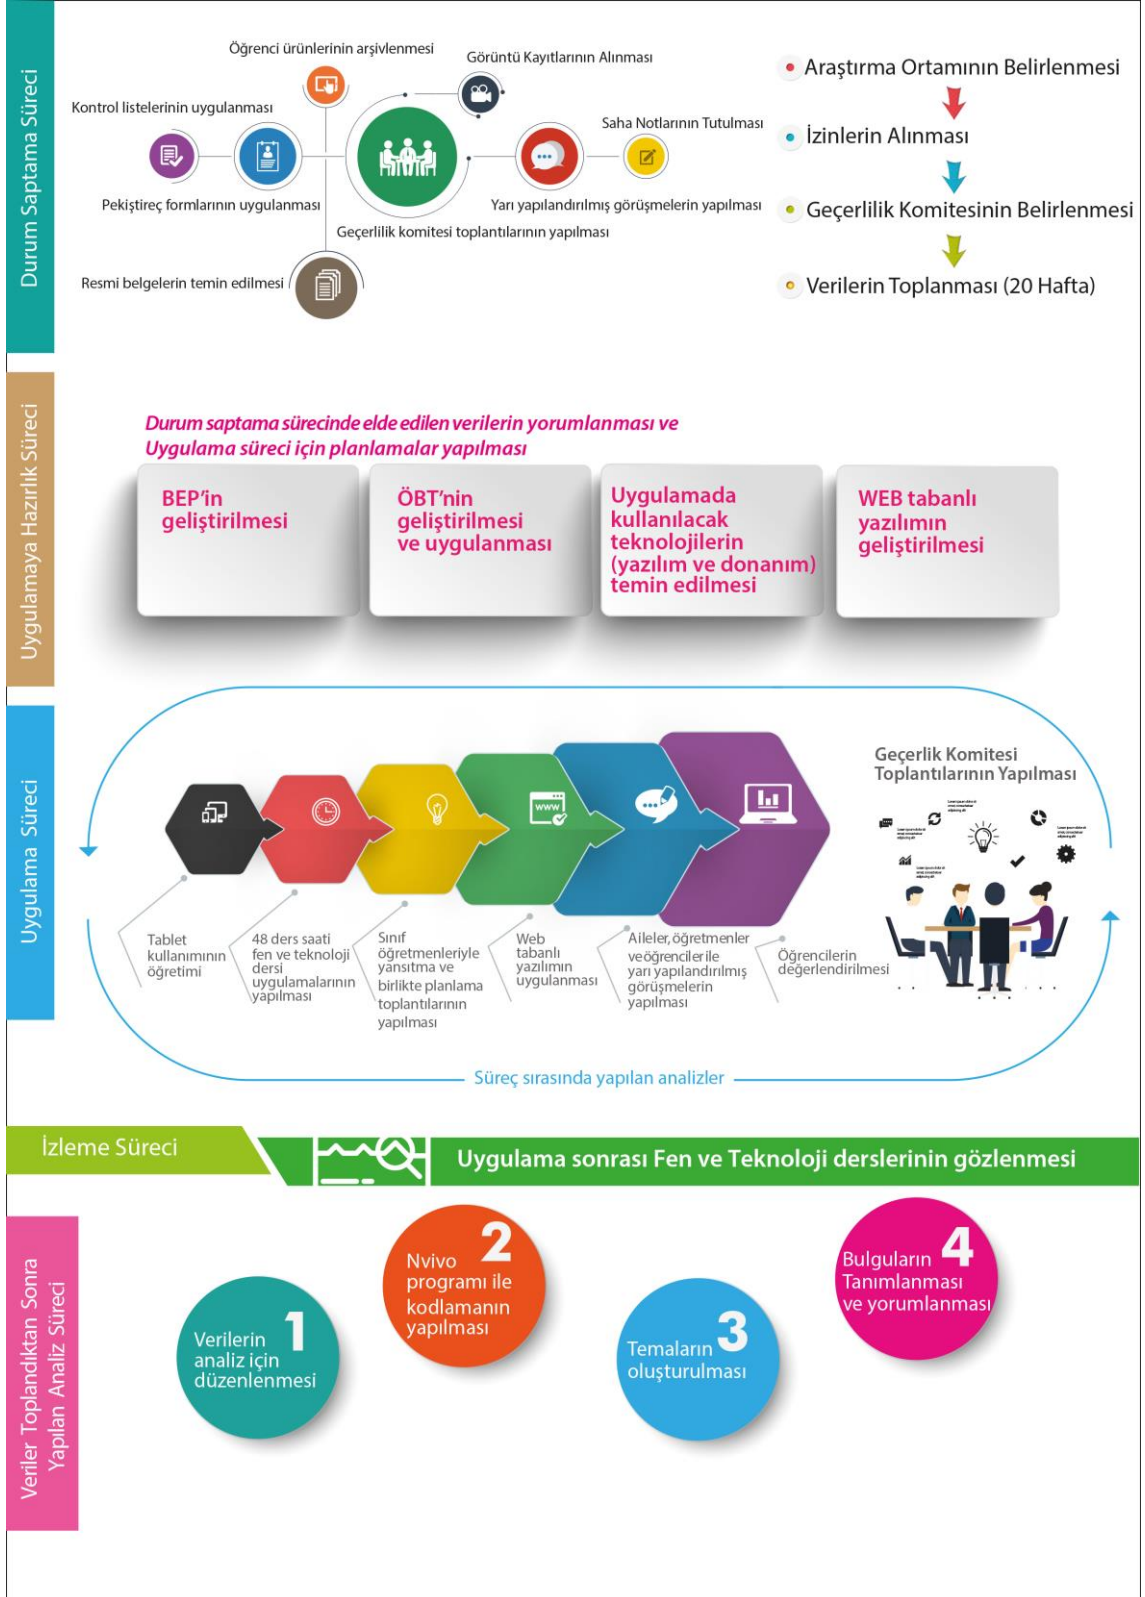 Durum Saptama Süreci
Öğrenci ürünlerinin arşivlenmesi
Görüntü Kayıtlarının Alınması
Kontrol listelerinin uygulanması
Saha Notlarının Tutulması
Pekiştireç formlarının uygulanması
Yarı yapılandırılmış görüşmelerin yapılması
Geçerlilik komitesi toplantılarının yapılması
Resmi belgelerin temin edilmesi
Araştırma Ortamının Belirlenmesi
İzinlerin Alınması
Geçerlilik Komitesinin Belirlenmesi
Verilerin Toplanması (20 Hafta)
Uygulamaya Hazırlık Süreci
Durum saptama sürecinde elde edilen verilerin yorumlanması ve
Uygulama süreci için planlamalar yapılması
BEP'in
geliştirilmesi
ÖBT'nin
geliştirilmesi
ve uygulanması
Uygulamada
kullanılacak
teknolojilerin
(yazılım ve donanım)
temin edilmesi
WEB tabanlı
yazılımın
geliştirilmesi
Uygulama Süreci
www
Geçerlik Komitesi
Toplantılarının Yapılması
Tablet
kullanımının
öğretimi
48 ders saati
fen ve teknoloji
dersi
uygulamalarının
yapılması
Sınıf
öğretmenleriyle
yansıtma ve
birlikte planlama
toplantılarının
yapılması
Web
tabanlı
yazılımın
uygulanması
Aileler, öğretmenler
ve öğrenciler ile
yarı yapılandırılmış
görüşmelerin
yapılması
Öğrencilerin
değerlendirilmesi
Süreç sırasında yapılan analizler
İzleme Süreci
Uygulama sonrası Fen ve Teknoloji derslerinin gözlenmesi
Veriler Toplandıktan Sonra
Yapılan Analiz Süreci
1
Verilerin
analiz için
düzenlenmesi
2
Nvivo
programı ile
kodlamanın
yapılması
3
Temaların
oluşturulması
4
Bulguların
Tanımlanması
ve yorumlanması